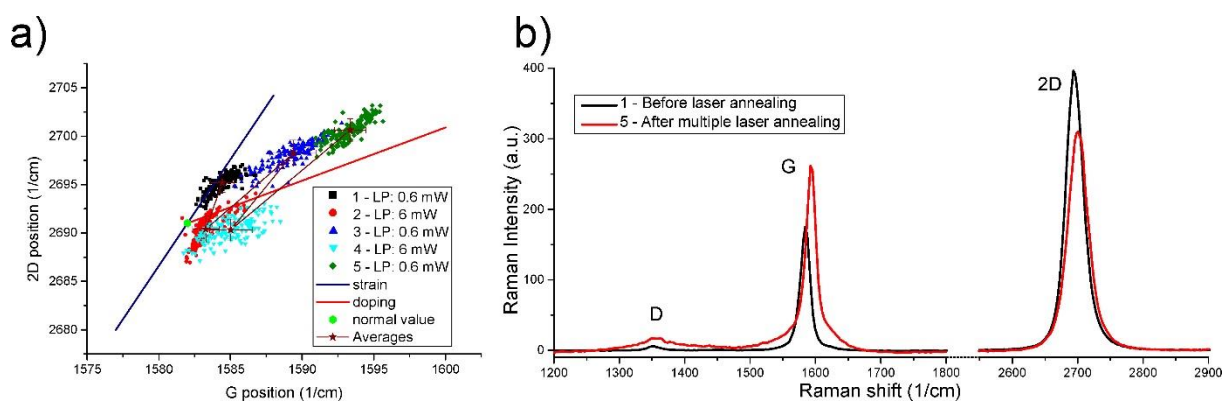 a)
2D position (1/cm)
2705
2700
2695
2690
2685
2680
1575
1580
1585
1590
1595
1600
G position (1/cm)
1 - LP: 0.6 mW
2 - LP: 6 mW
3 - LP: 0.6 mW
4 - LP: 6 mW
5 - LP: 0.6 mW
strain
doping
normal value
Averages
b)
Raman Intensity (a.u.)
400
350
300
250
200
150
100
50
0
1 - Before laser annealing
5 - After multiple laser annealing
D
G
2D
1200
1300
1400
1500
1600
1700
1800
2600
2700
2800
2900
Raman shift (1/cm)